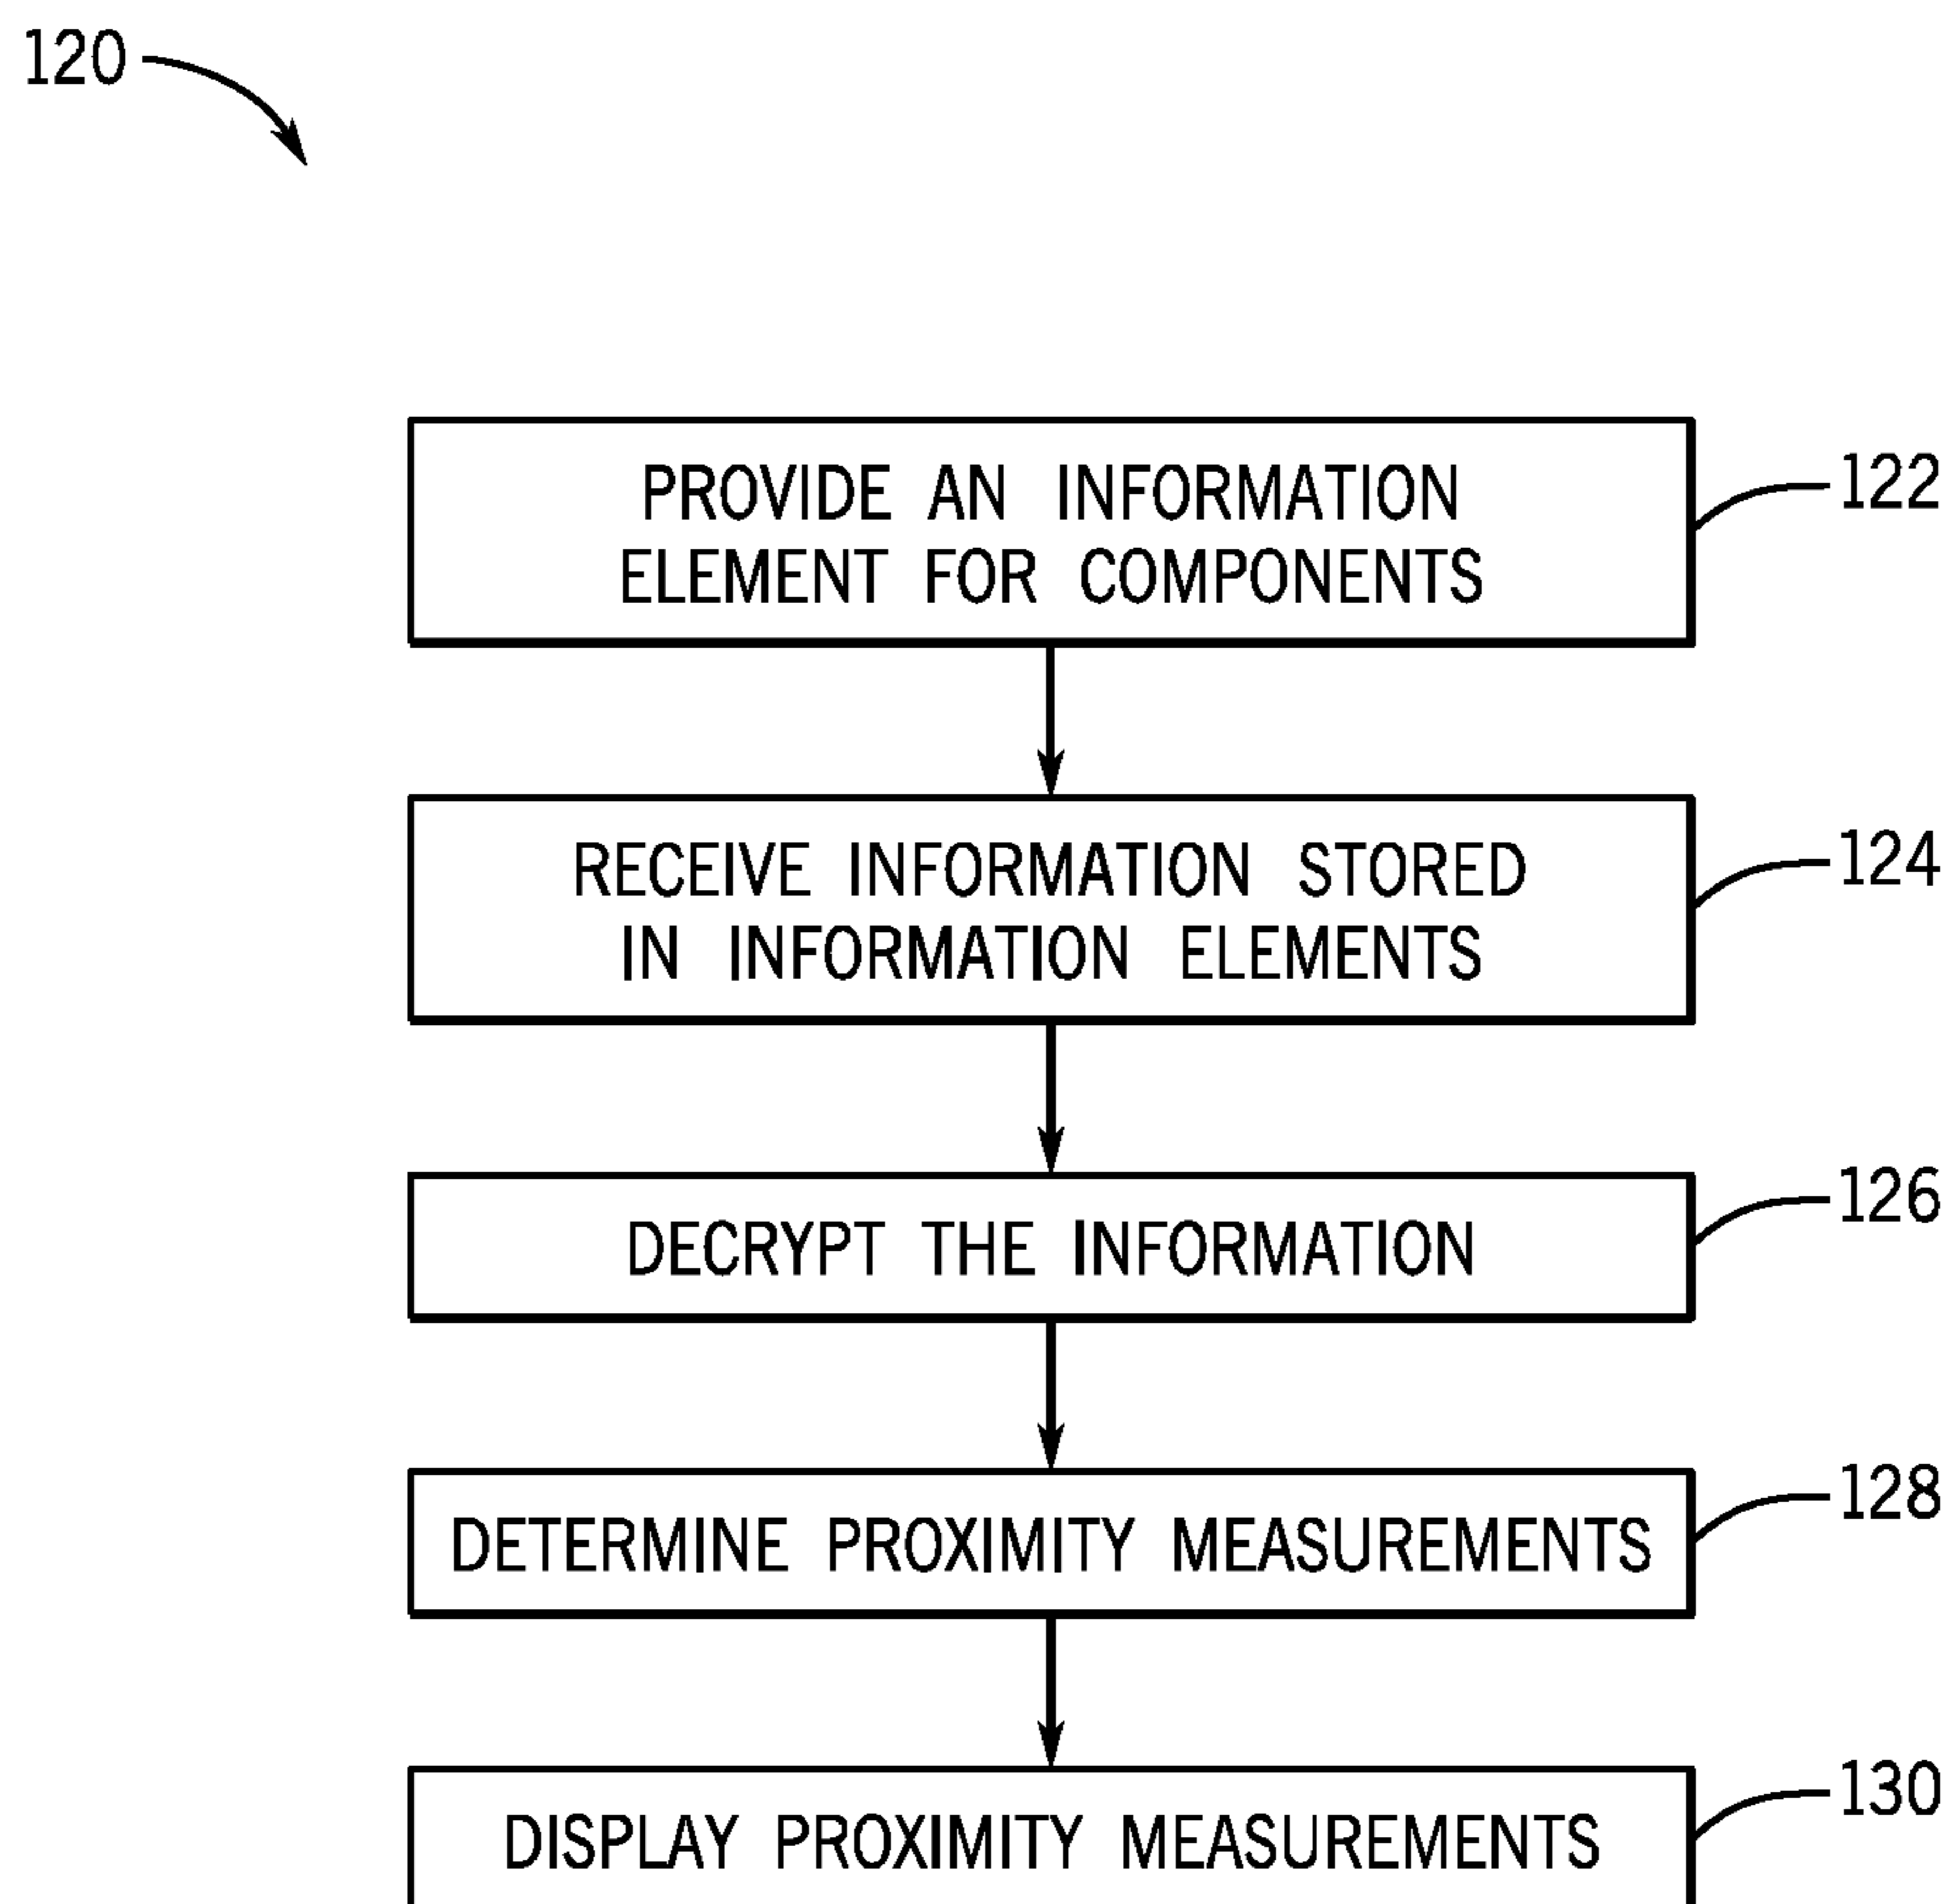 120
PROVIDE AN INFORMATION
ELEMENT FOR COMPONENTS
122
RECEIVE INFORMATION STORED
IN INFORMATION ELEMENTS
124
DECRYPT THE INFORMATION
126
DETERMINE PROXIMITY MEASUREMENTS
128
DISPLAY PROXIMITY MEASUREMENTS
130